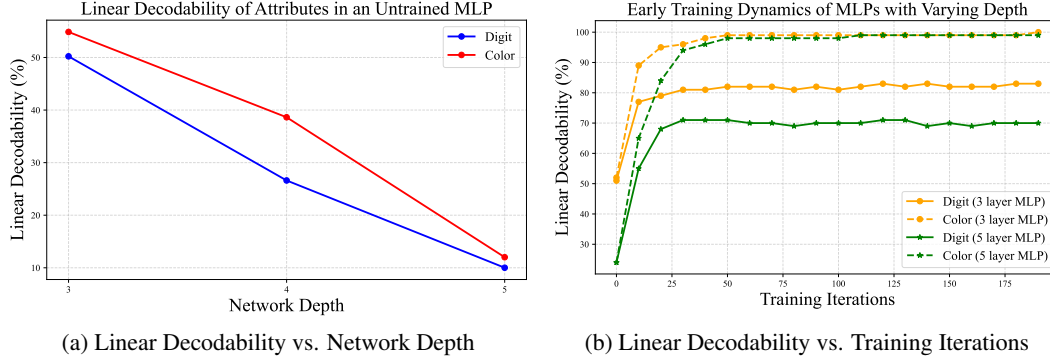 Linear Decodability of Attributes in an Untrained MLP
Digit
Color
50
40
30
20
10
Linear Decodability (%)
3
4
5
Network Depth
(a) Linear Decodability vs. Network Depth
Early Training Dynamics of MLPs with Varying Depth
100
90
80
70
60
50
40
30
Linear Decodability (%)
Digit (3 layer MLP)
Color (3 layer MLP)
Digit (5 layer MLP)
Color (5 layer MLP)
0
25
50
75
100
125
150
175
Training Iterations
(b) Linear Decodability vs. Training Iterations